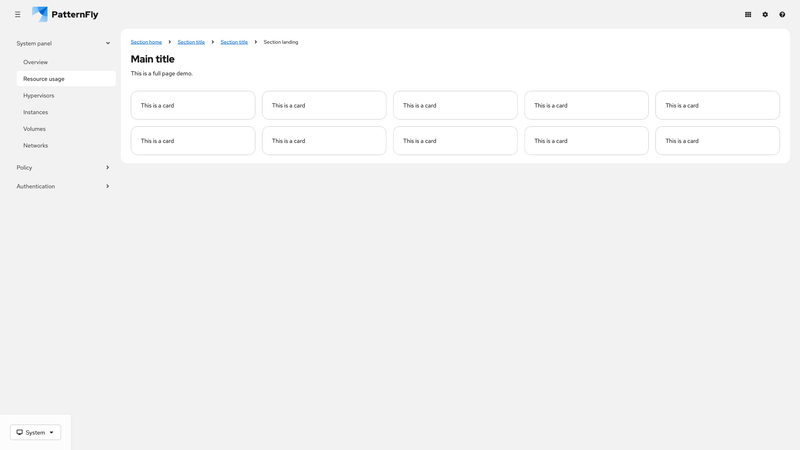 PatternFly
System panel
Overview
Resource usage
Hypervisors
Instances
Volumes
Networks
Policy
Authentication
Section home Section title Section title Section landing
Main title
This is a full page demo.
This is a card This is a card This is a card This is a card This is a card
This is a card This is a card This is a card This is a card This is a card
System